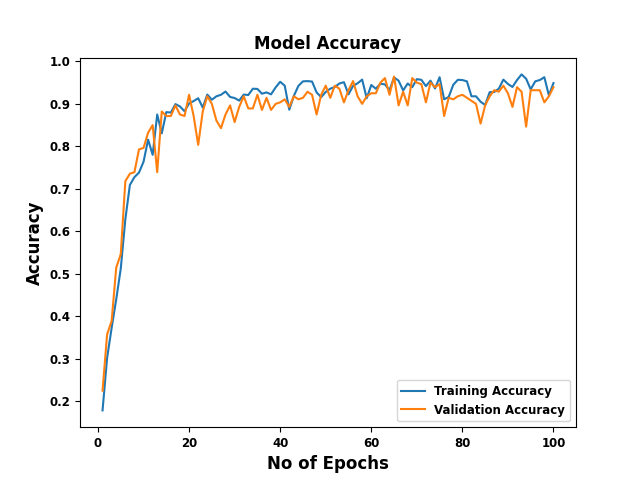 Model Accuracy
1.0
0.9
0.8
0.7
0.6
0.5
0.4
0.3
0.2
Accuracy
0 20 40 60 80 100
No of Epochs
Training Accuracy
Validation Accuracy